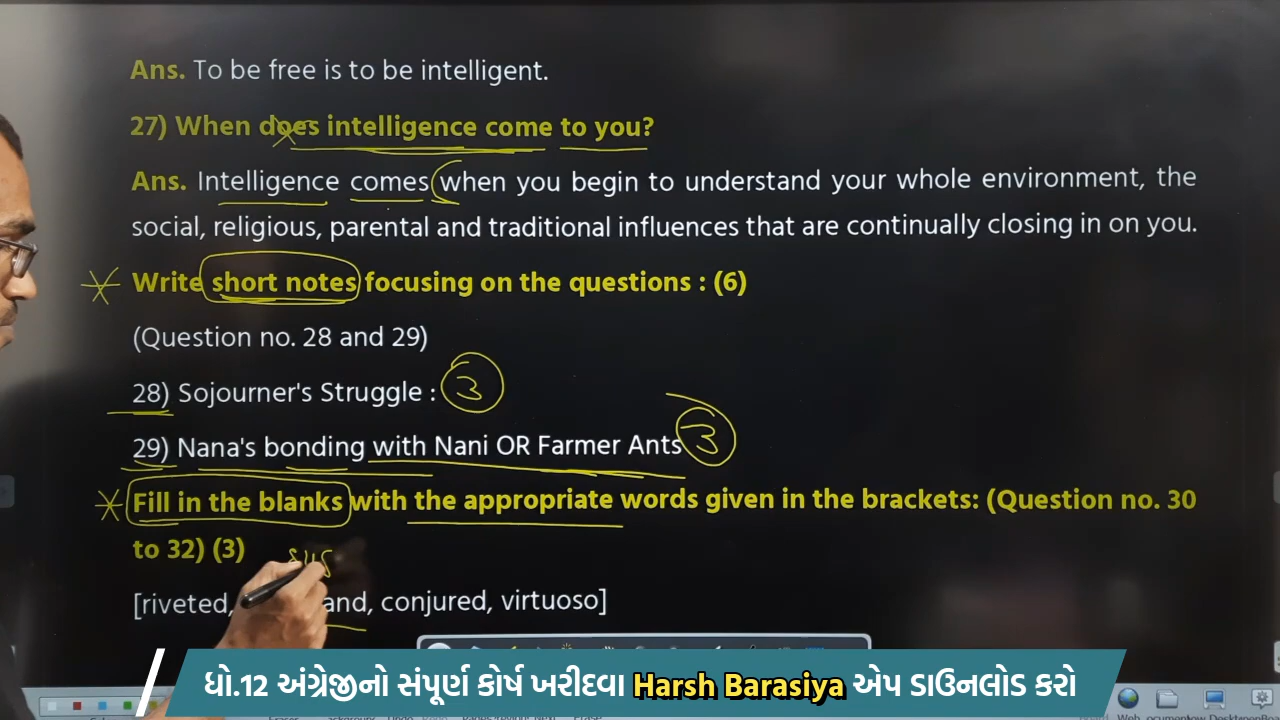 Ans. To be free is to be intelligent.
27) When does intelligence come to you?
Ans. Intelligence comes when you begin to understand your whole environment, the
social, religious, parental and traditional influences that are continually closing in on you.
Write short notes focusing on the questions : (6)
(Question no. 28 and 29)
28) Sojourner's Struggle : 3
29) Nana's bonding with Nani OR Farmer Ants 3
Fill in the blanks with the appropriate words given in the brackets: (Question no. 30
to 32) (3)
[riveted, and, conjured, virtuoso]
ધો.12 અંગ્રેજીનો સંપૂર્ણ કોર્ષ ખરીદવા Harsh Barasiya એપ ડાઉનલોડ કરો